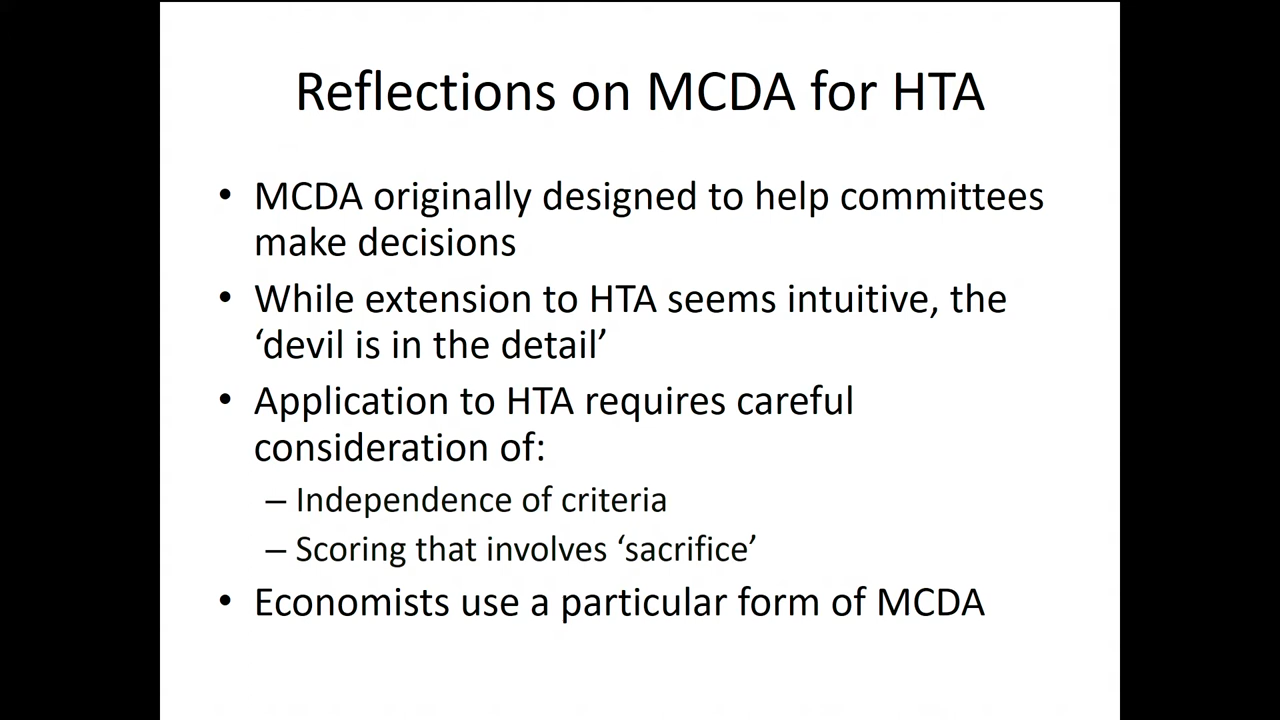 Reflections on MCDA for HTA
• MCDA originally designed to help committees
make decisions
• While extension to HTA seems intuitive, the
‘devil is in the detail’
• Application to HTA requires careful
consideration of:
– Independence of criteria
– Scoring that involves ‘sacrifice’
• Economists use a particular form of MCDA